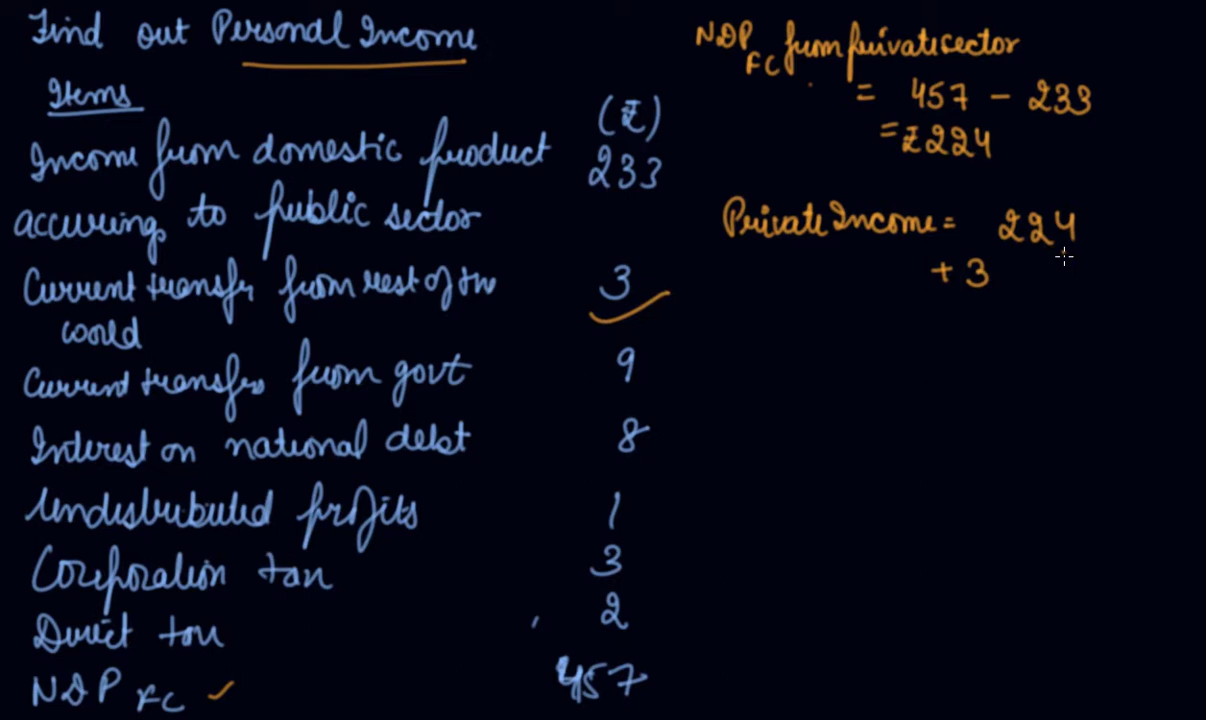 Find out Personal Income
Items
(₹)
Income from domestic product 233
accuring to public sector
Current transfer from rest of the 3
world
Current transfers from govt 9
Interest on national debt 8
Undistributed profits 1
Corporation tax 3
Direct tax 2
NDP FC ✓ 457
NDP FC from private sector
= 457 - 233
= ₹224
Private Income = 224
+ 3